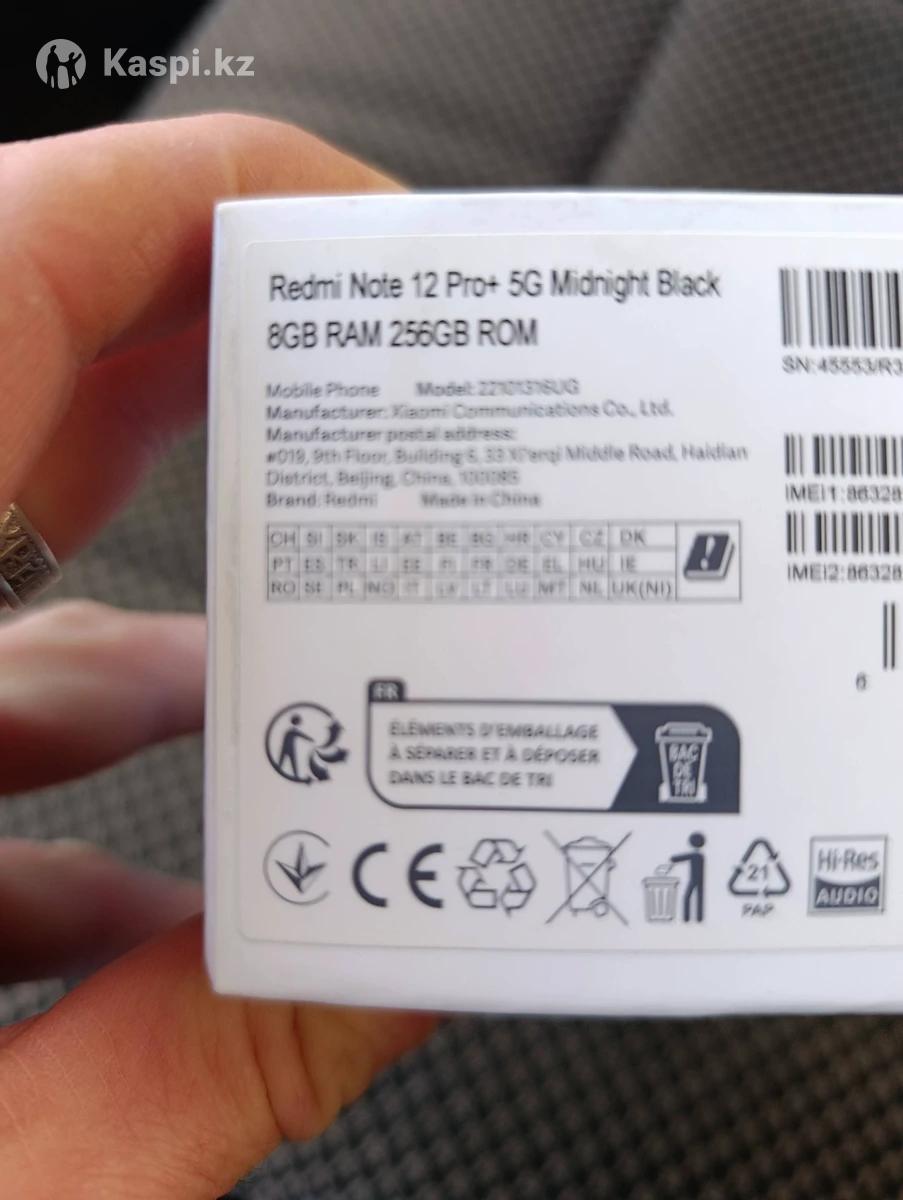 Kaspi.kz
Redmi Note 12 Pro+ 5G Midnight Black
8GB RAM 256GB ROM
Mobile Phone Model: 22101316UG
Manufacturer: Xiaomi Communications Co., Ltd.
Manufacturer postal address:
#019, 9th Floor, Building 6, 33 Xi'erqi Middle Road, Haidian
District, Beijing, China, 100085
Brand: Redmi Made in China
CH SI SK IS AT BE BG HR CY CZ DK
PT ES TR LI EE FI FR DE EL HU IE
RO SE PL NO IT LV LT LU MT NL UK(NI)
SN:45553/R3
IMEI1:86328
IMEI2:86328
6
FR
ÉLÉMENTS D'EMBALLAGE
À SÉPARER ET À DÉPOSER
DANS LE BAC DE TRI
BAC
DE
TRI
CE
21
PAP
Hi-Res
AUDIO